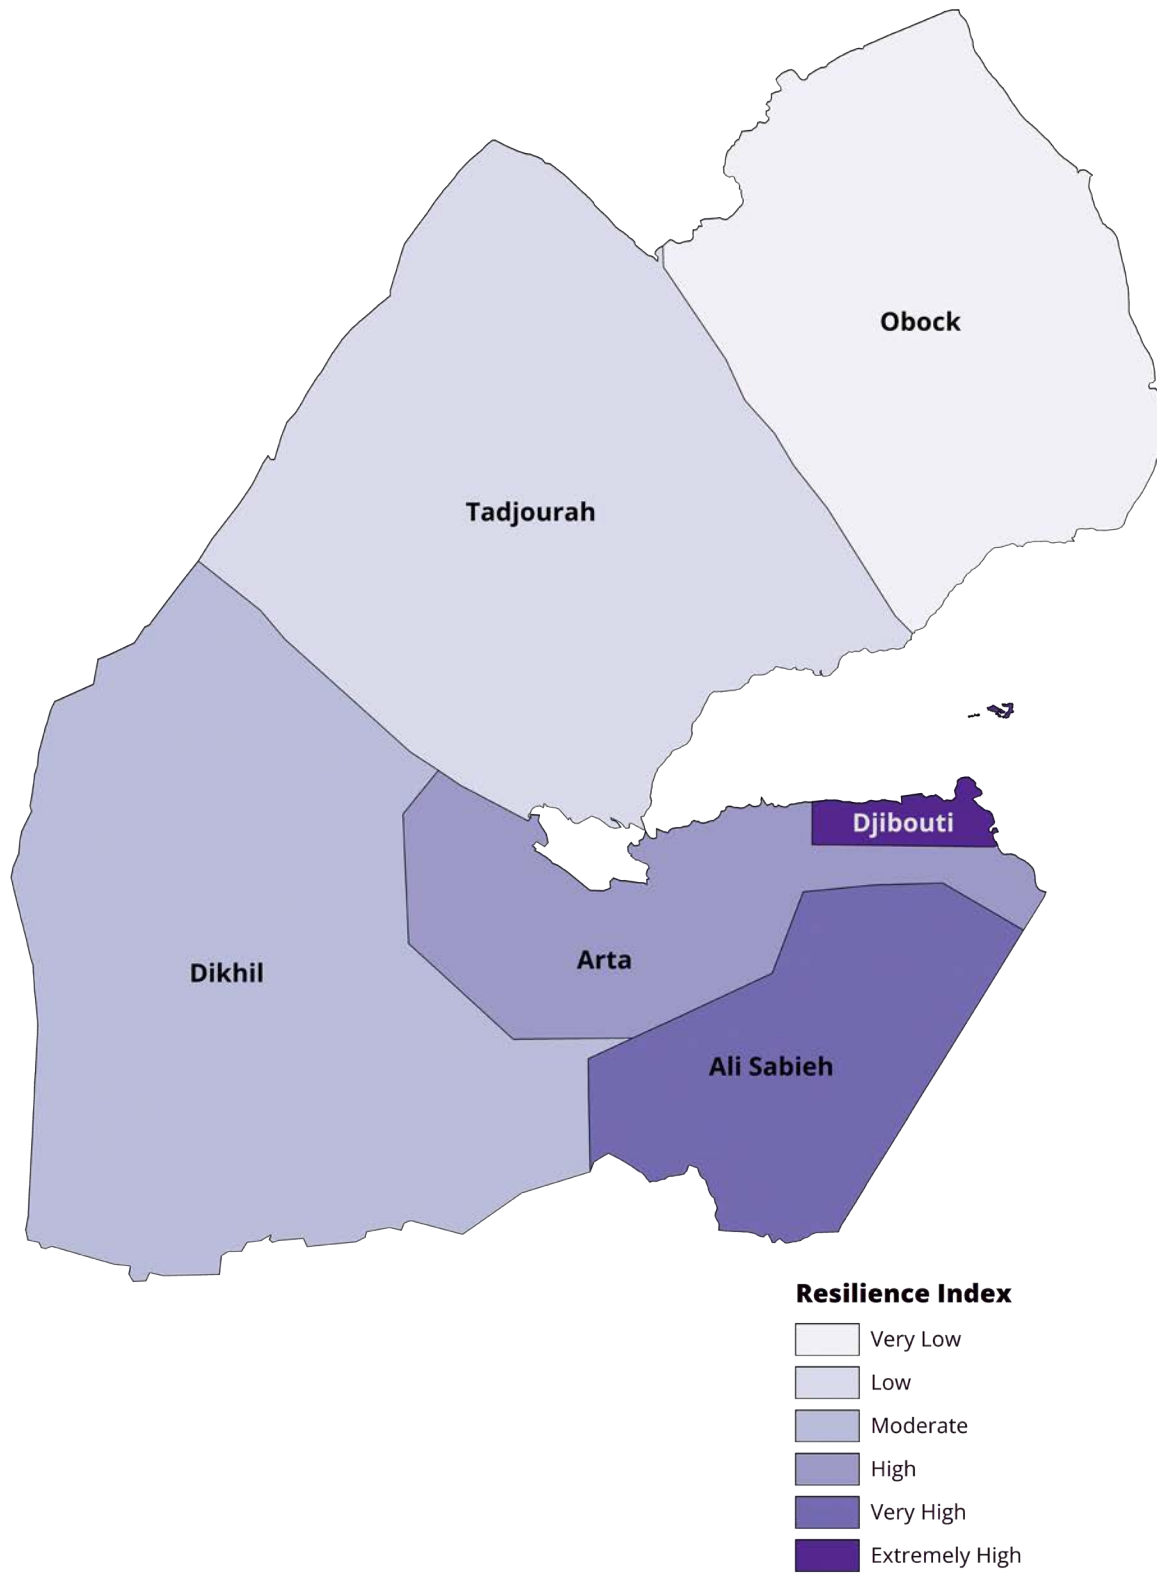 Obock
Tadjourah
Djibouti
Arta
Dikhil
Ali Sabieh
Resilience Index
Very Low
Low
Moderate
High
Very High
Extremely High